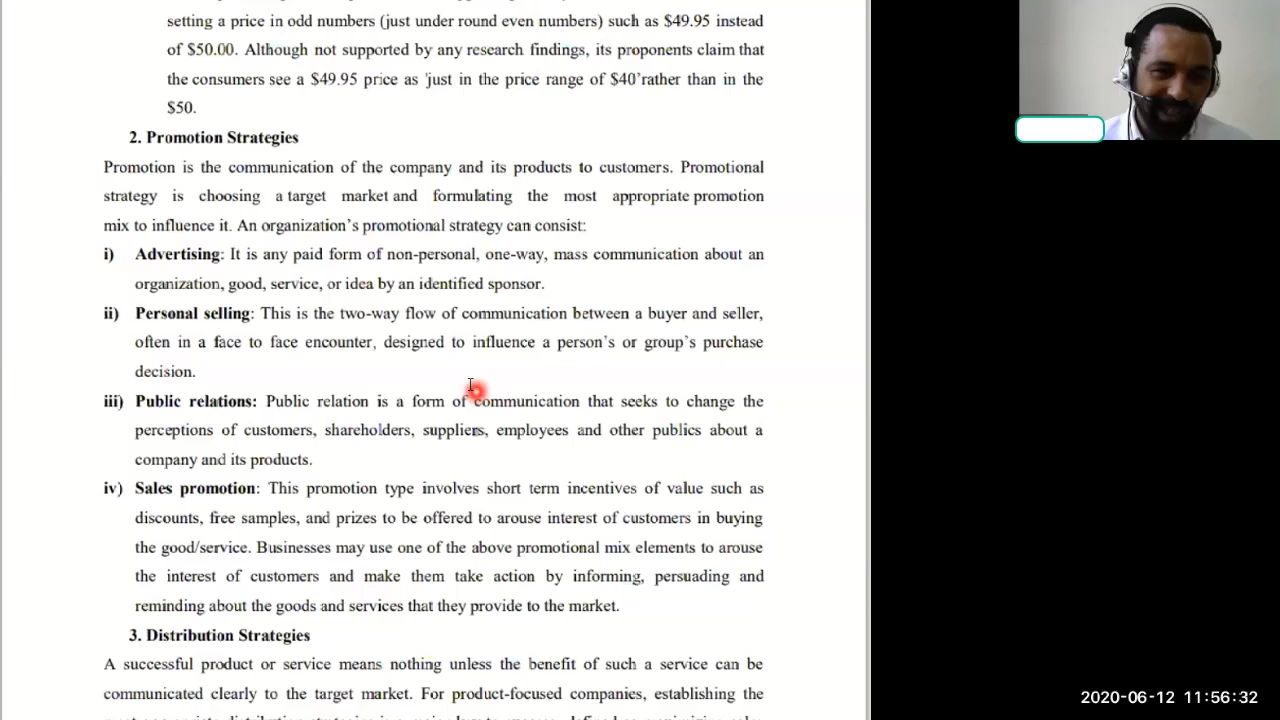 setting a price in odd numbers (just under round even numbers) such as $49.95 instead
of $50.00. Although not supported by any research findings, its proponents claim that
the consumers see a $49.95 price as 'just in the price range of $40'rather than in the
$50.
2. Promotion Strategies
Promotion is the communication of the company and its products to customers. Promotional
strategy is choosing a target market and formulating the most appropriate promotion
mix to influence it. An organization's promotional strategy can consist:
i) Advertising: It is any paid form of non-personal, one-way, mass communication about an
organization, good, service, or idea by an identified sponsor.
ii) Personal selling: This is the two-way flow of communication between a buyer and seller,
often in a face to face encounter, designed to influence a person's or group's purchase
decision.
iii) Public relations: Public relation is a form of communication that seeks to change the
perceptions of customers, shareholders, suppliers, employees and other publics about a
company and its products.
iv) Sales promotion: This promotion type involves short term incentives of value such as
discounts, free samples, and prizes to be offered to arouse interest of customers in buying
the good/service. Businesses may use one of the above promotional mix elements to arouse
the interest of customers and make them take action by informing, persuading and
reminding about the goods and services that they provide to the market.
3. Distribution Strategies
A successful product or service means nothing unless the benefit of such a service can be
communicated clearly to the target market. For product-focused companies, establishing the
2020-06-12 11:56:32